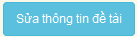 Sửa thông tin đề tài